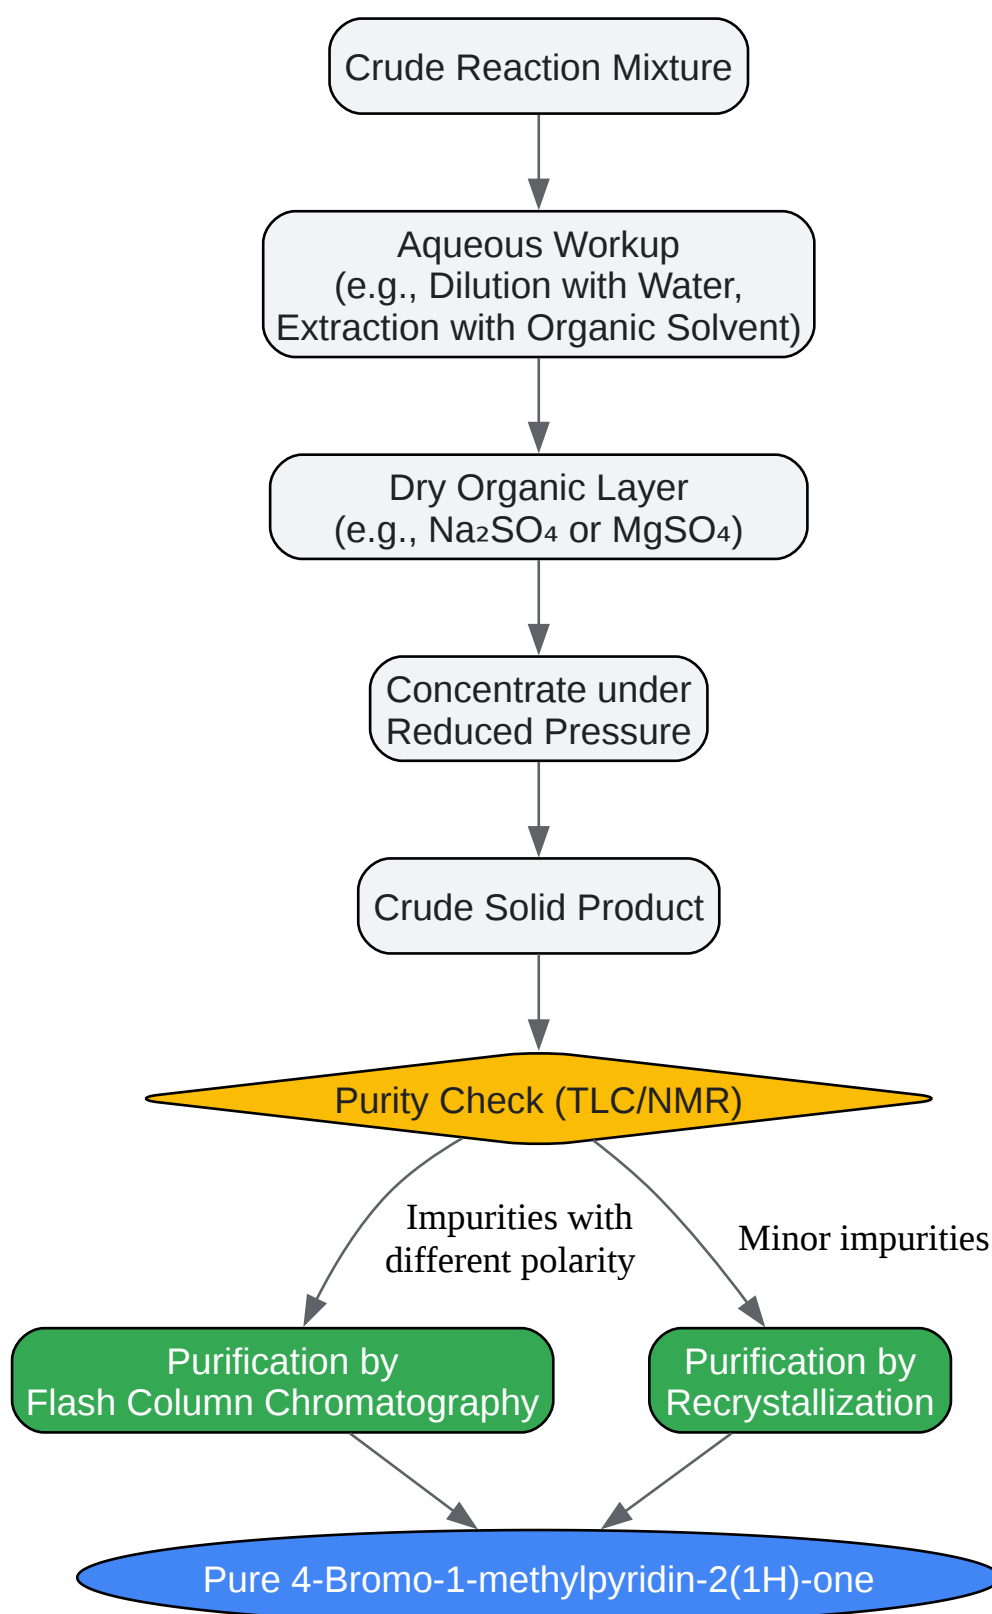 Crude Reaction Mixture
Aqueous Workup
(e.g., Dilution with Water,
Extraction with Organic Solvent)
Dry Organic Layer
(e.g., Na₂SO₄ or MgSO₄)
Concentrate under
Reduced Pressure
Crude Solid Product
Purity Check (TLC/NMR)
Impurities with
different polarity
Minor impurities
Purification by
Flash Column Chromatography
Purification by
Recrystallization
Pure 4-Bromo-1-methylpyridin-2(1H)-one